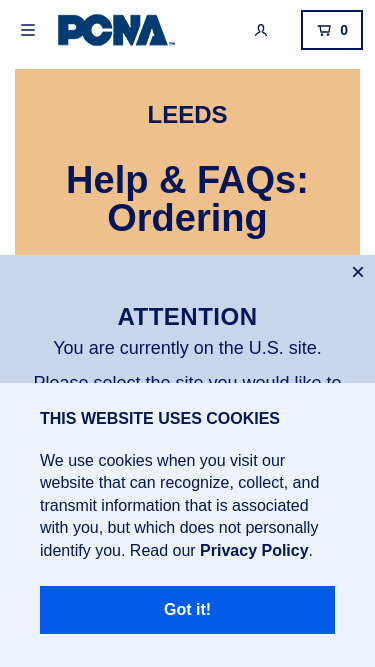 PCNA
0
LEEDS
Help & FAQs:
Ordering
ATTENTION
You are currently on the U.S. site.
Please select the site you would like to
THIS WEBSITE USES COOKIES
We use cookies when you visit our
website that can recognize, collect, and
transmit information that is associated
with you, but which does not personally
identify you. Read our Privacy Policy.
Got it!